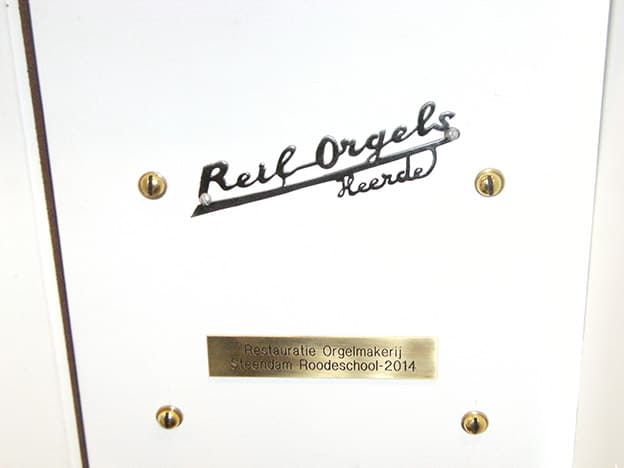 Reil Orgels
Heerde
Restauratie Orgelmakerij
Steendam Roodeschool-2014